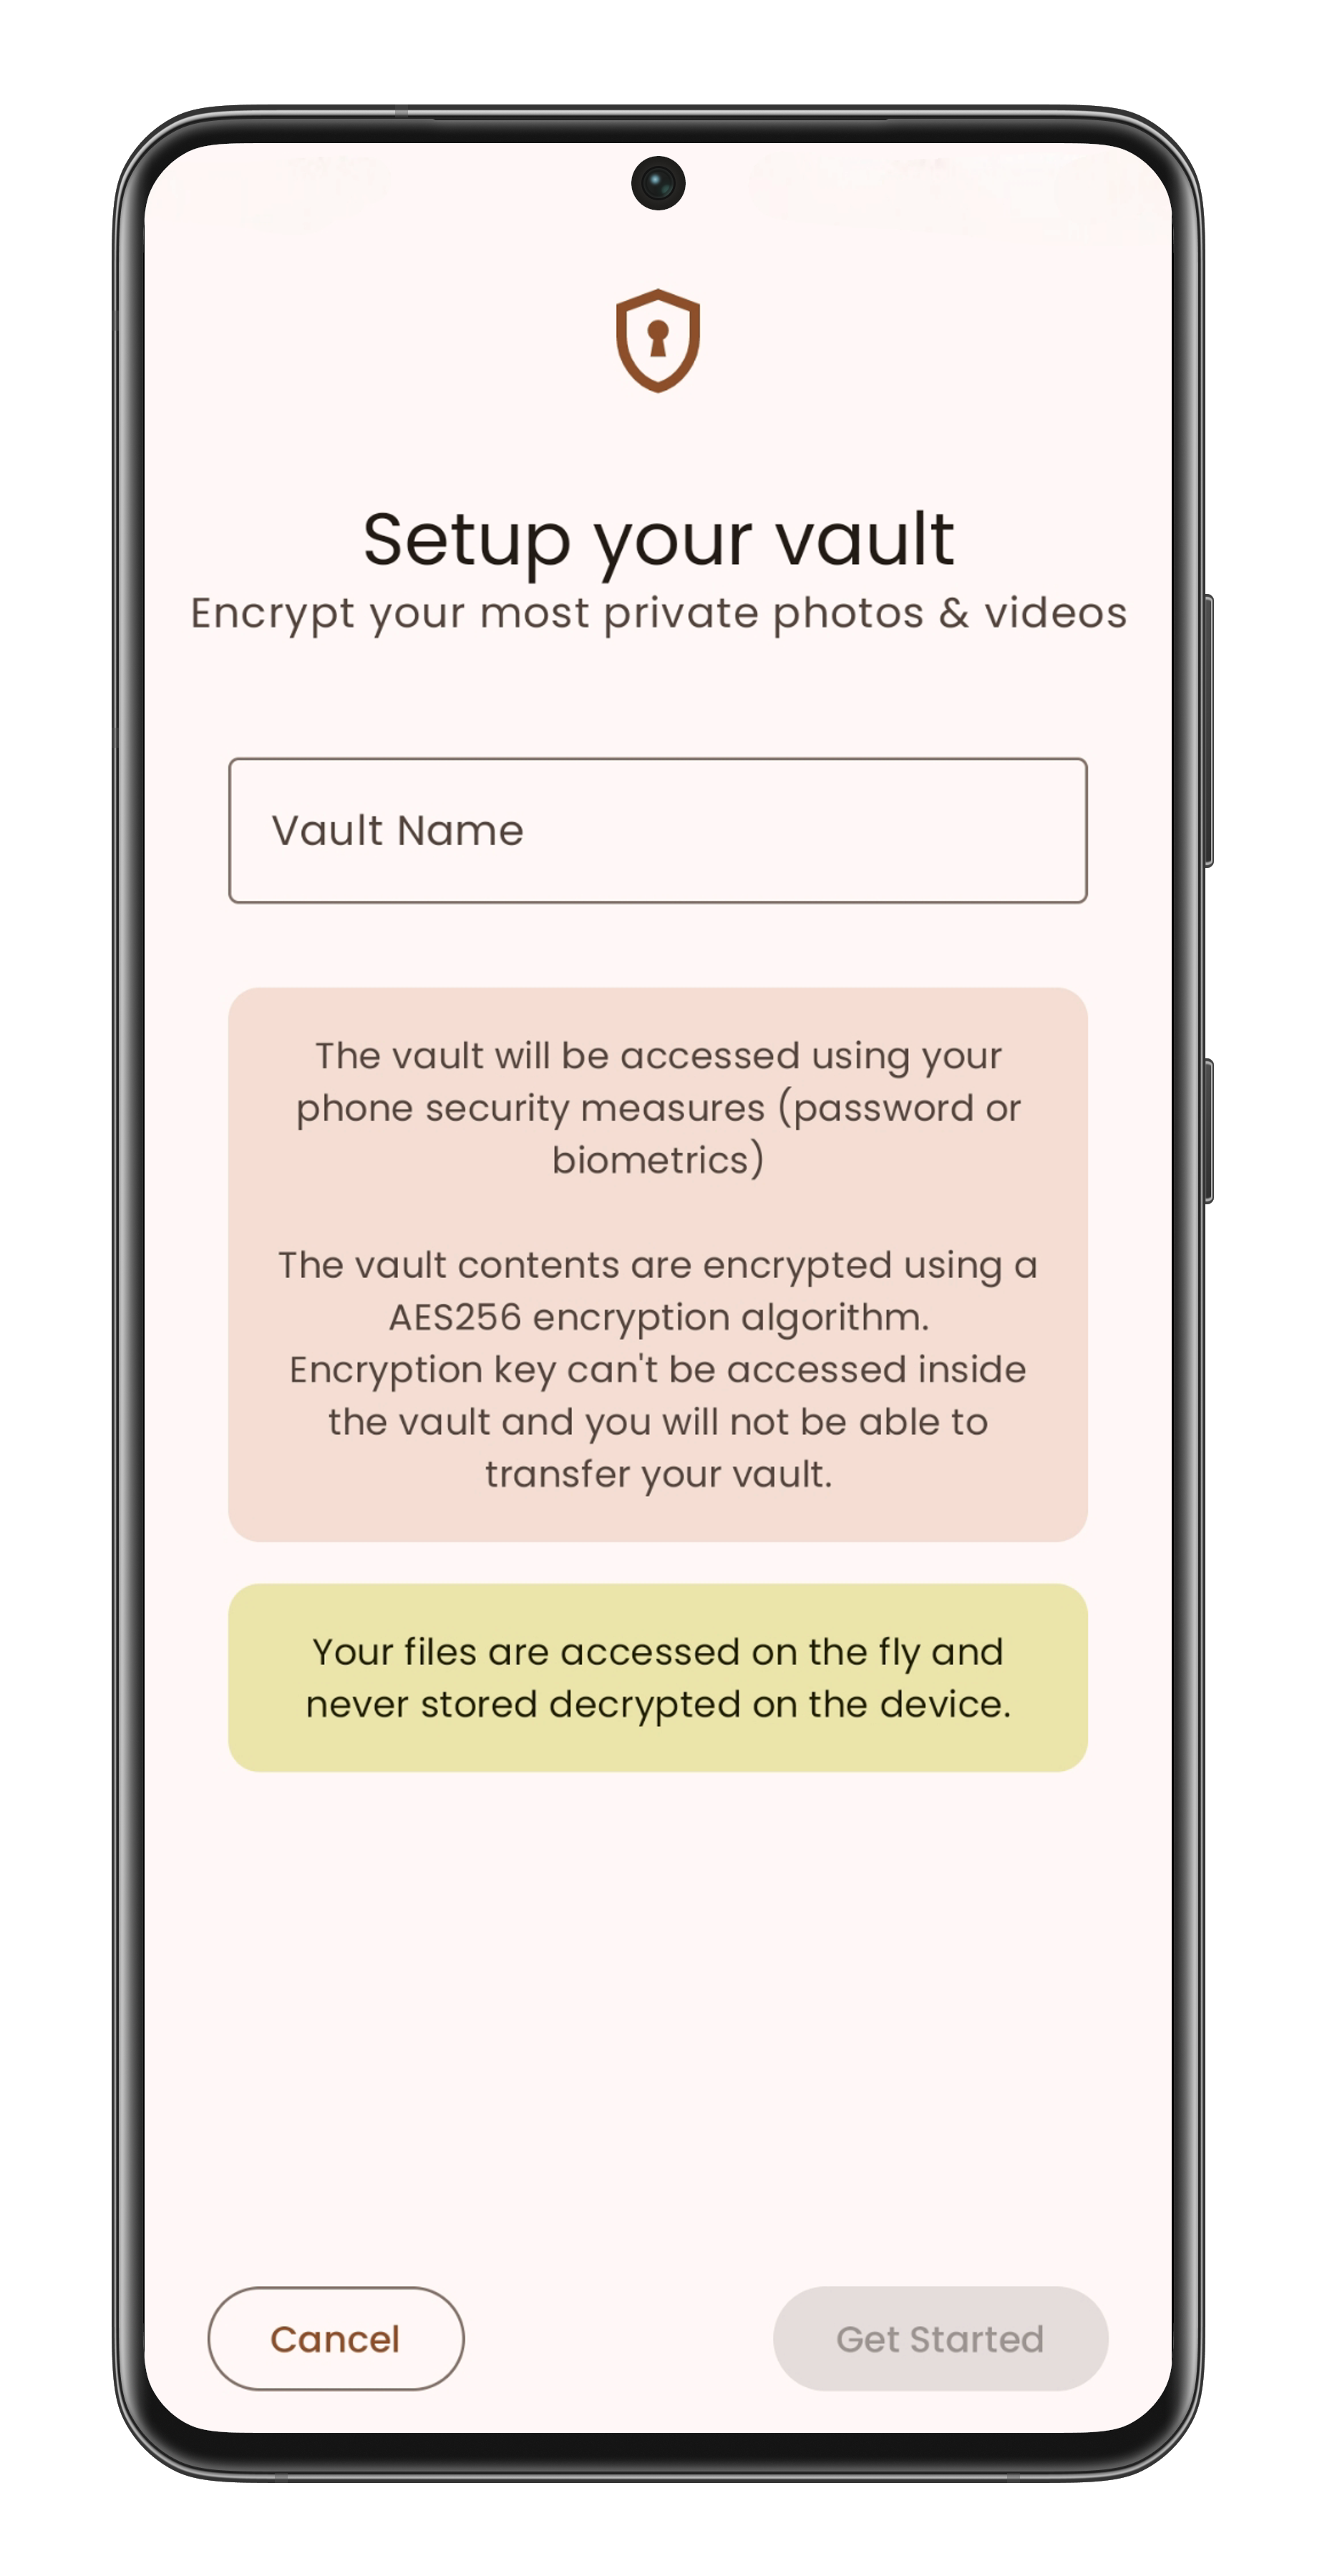 Setup your vault
Encrypt your most private photos & videos
Vault Name
The vault will be accessed using your
phone security measures (password or
biometrics)
The vault contents are encrypted using a
AES256 encryption algorithm.
Encryption key can't be accessed inside
the vault and you will not be able to
transfer your vault.
Your files are accessed on the fly and
never stored decrypted on the device.
Cancel
Get Started